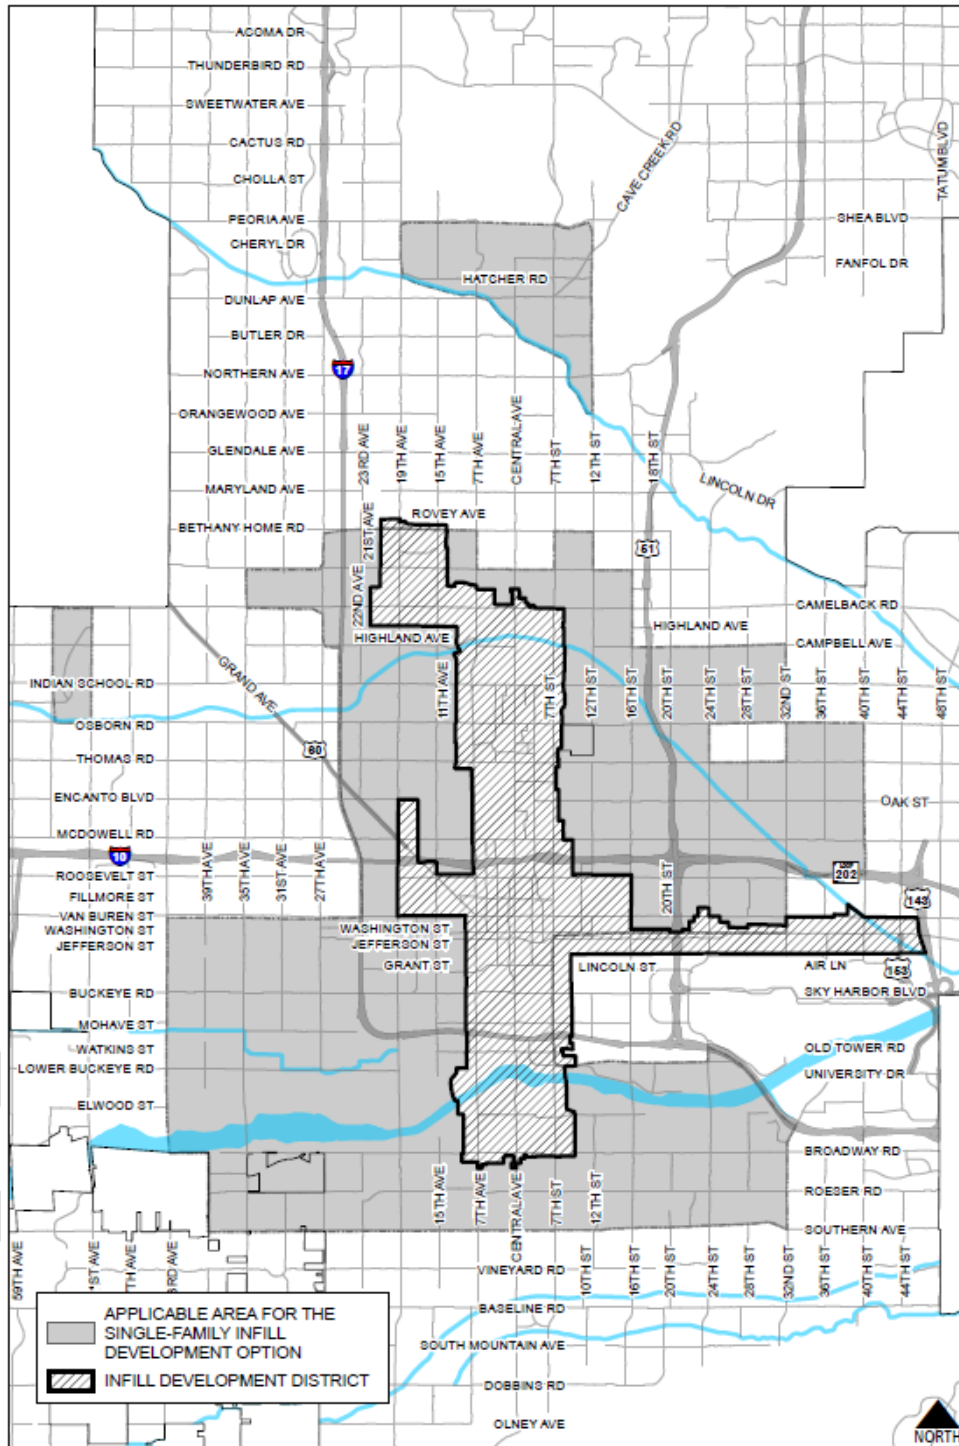 ACOMA DR
THUNDERBIRD RD
SWEETWATER AVE
CACTUS RD
CHOLLA ST
PEORIA AVE
CHERYL DR
CAVE CREEK RD
TATUM BLVD
SHEA BLVD
FANFOL DR
HATCHER RD
DUNLAP AVE
BUTLER DR
NORTHERN AVE
17
ORANGEWOOD AVE
GLENDALE AVE
MARYLAND AVE
BETHANY HOME RD
23RD AVE
19TH AVE
15TH AVE
7TH AVE
CENTRAL AVE
7TH ST
12TH ST
18TH ST
LINCOLN DR
ROVEY AVE
21ST AVE
22ND AVE
51
CAMELBACK RD
HIGHLAND AVE
HIGHLAND AVE
CAMPBELL AVE
GRAND AVE
INDIAN SCHOOL RD
11TH AVE
7TH ST
12TH ST
16TH ST
20TH ST
24TH ST
28TH ST
32ND ST
36TH ST
40TH ST
44TH ST
48TH ST
OSBORN RD
60
THOMAS RD
ENCANTO BLVD
OAK ST
MCDOWELL RD
10
39TH AVE
35TH AVE
31ST AVE
27TH AVE
ROOSEVELT ST
LOOP
202
20TH ST
143
FILLMORE ST
VAN BUREN ST
WASHINGTON ST
WASHINGTON ST
JEFFERSON ST
JEFFERSON ST
GRANT ST
LINCOLN ST
AIR LN
153
BUCKEYE RD
SKY HARBOR BLVD
MOHAVE ST
WATKINS ST
OLD TOWER RD
LOWER BUCKEYE RD
UNIVERSITY DR
ELWOOD ST
BROADWAY RD
15TH AVE
7TH AVE
CENTRAL AVE
7TH ST
12TH ST
ROESER RD
SOUTHERN AVE
59TH AVE
1ST AVE
7TH AVE
3RD AVE
VINEYARD RD
10TH ST
16TH ST
20TH ST
24TH ST
28TH ST
32ND ST
36TH ST
40TH ST
44TH ST
BASELINE RD
SOUTH MOUNTAIN AVE
DOBBINS RD
OLNEY AVE
APPLICABLE AREA FOR THE
SINGLE-FAMILY INFILL
DEVELOPMENT OPTION
INFILL DEVELOPMENT DISTRICT
NORTH